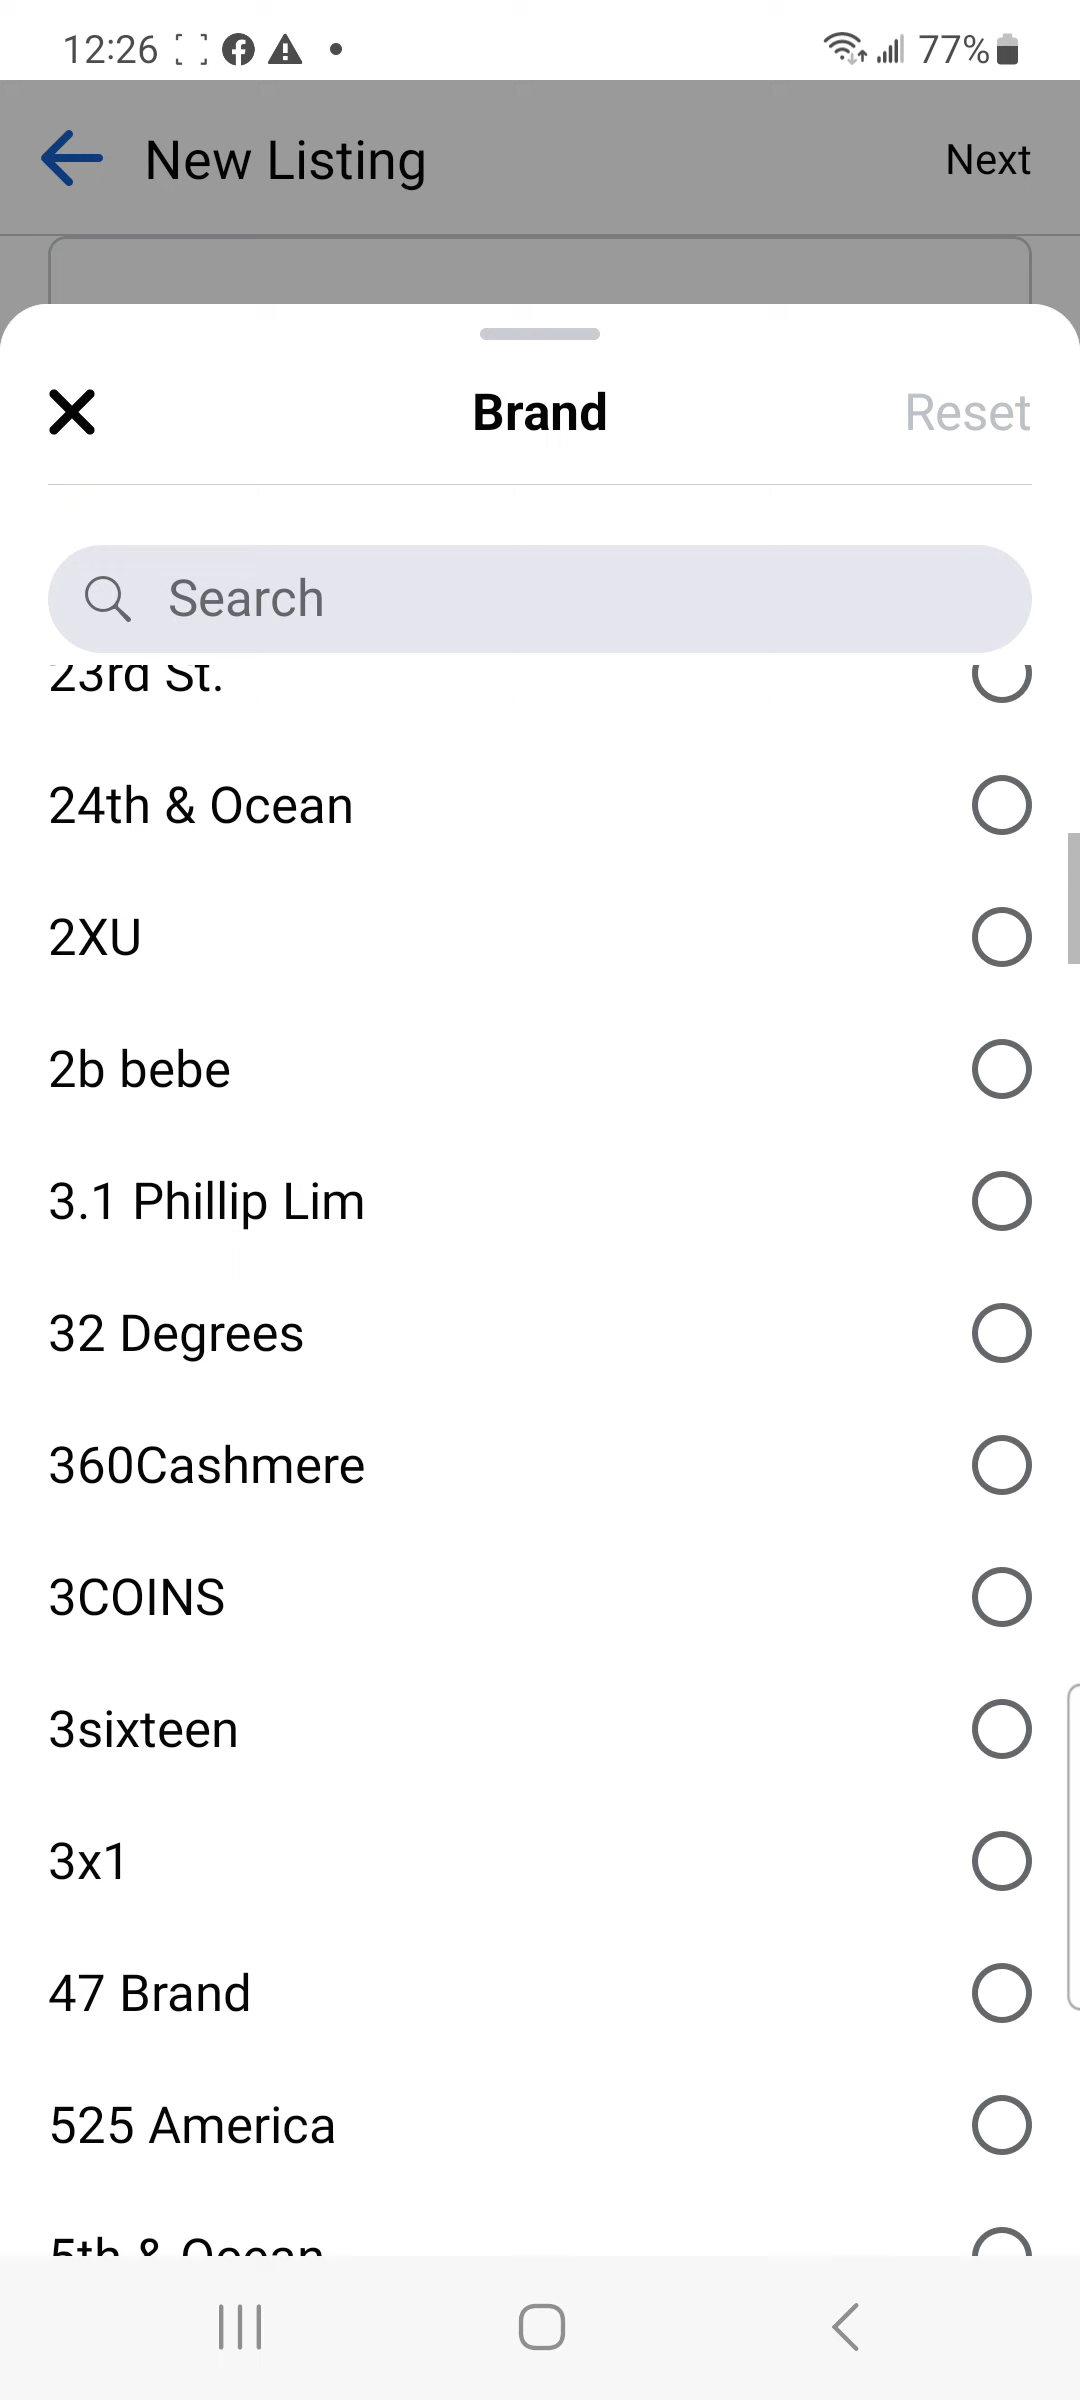 12:26
77%
New Listing
Next
Brand
Reset
Search
23rd St.
24th & Ocean
2XU
2b bebe
3.1 Phillip Lim
32 Degrees
360Cashmere
3COINS
3sixteen
3x1
47 Brand
525 America
5th & Ocean